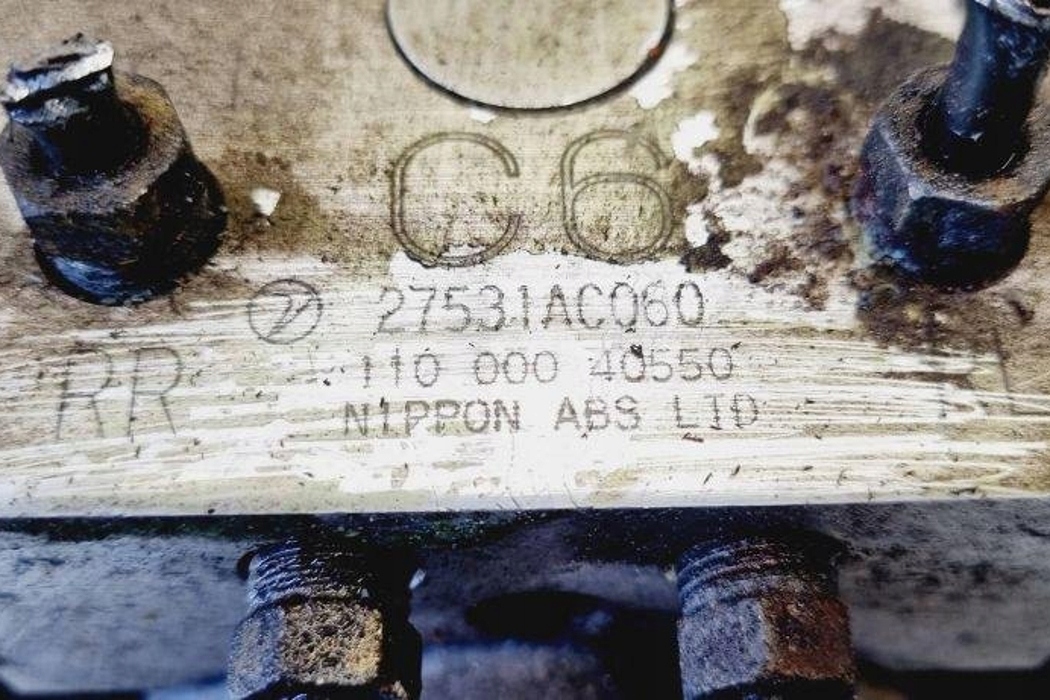 C6
27531AC060
RR
110 000 40550
NIPPON ABS LTD